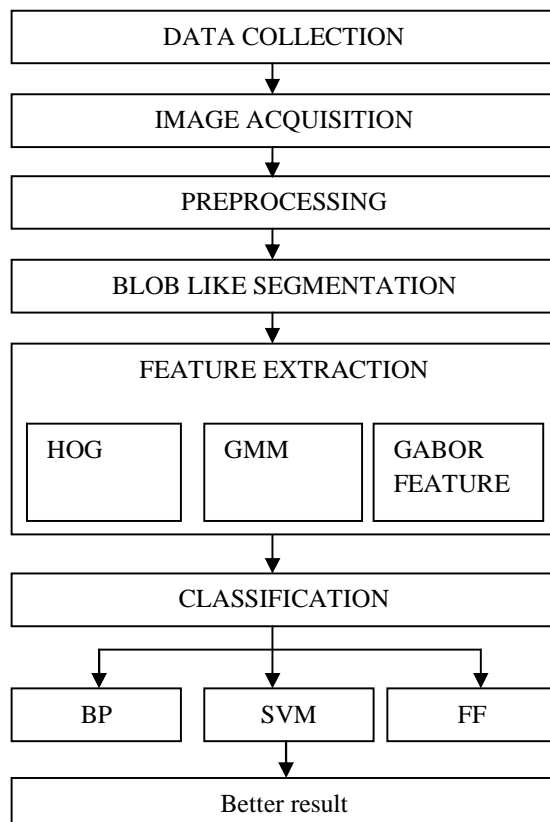 DATA COLLECTION
IMAGE ACQUISITION
PREPROCESSING
BLOB LIKE SEGMENTATION
FEATURE EXTRACTION
HOG
GMM
GABOR
FEATURE
CLASSIFICATION
BP
SVM
FF
Better result